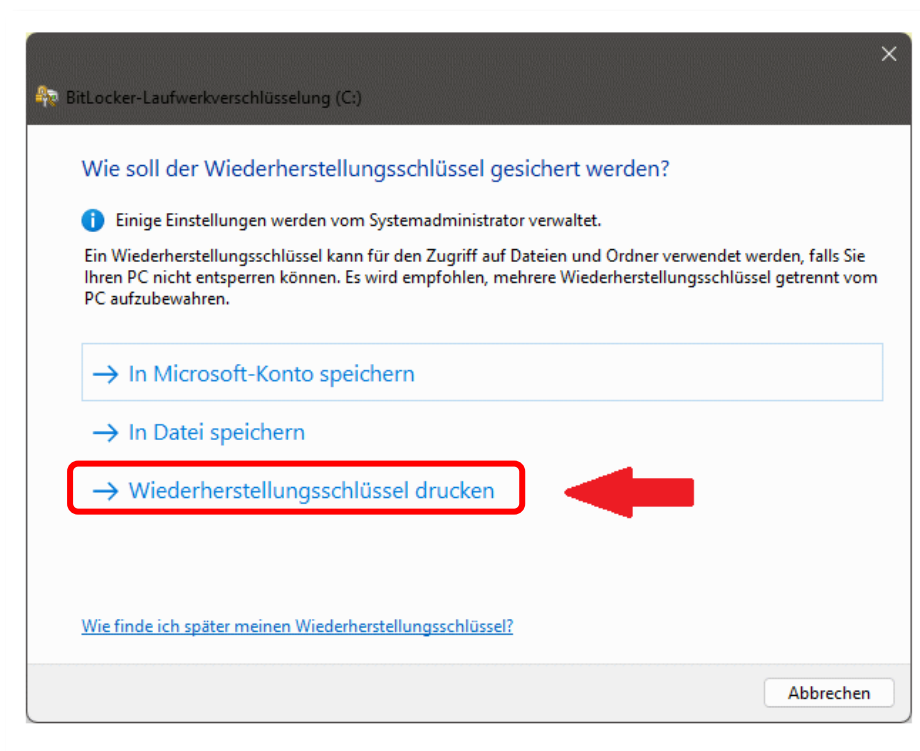 BitLocker-Laufwerkverschlüsselung (C:)
Wie soll der Wiederherstellungsschlüssel gesichert werden?
Einige Einstellungen werden vom Systemadministrator verwaltet.
Ein Wiederherstellungsschlüssel kann für den Zugriff auf Dateien und Ordner verwendet werden, falls Sie
Ihren PC nicht entsperren können. Es wird empfohlen, mehrere Wiederherstellungsschlüssel getrennt vom
PC aufzubewahren.
→ In Microsoft-Konto speichern
→ In Datei speichern
→ Wiederherstellungsschlüssel drucken
Wie finde ich später meinen Wiederherstellungsschlüssel?
Abbrechen